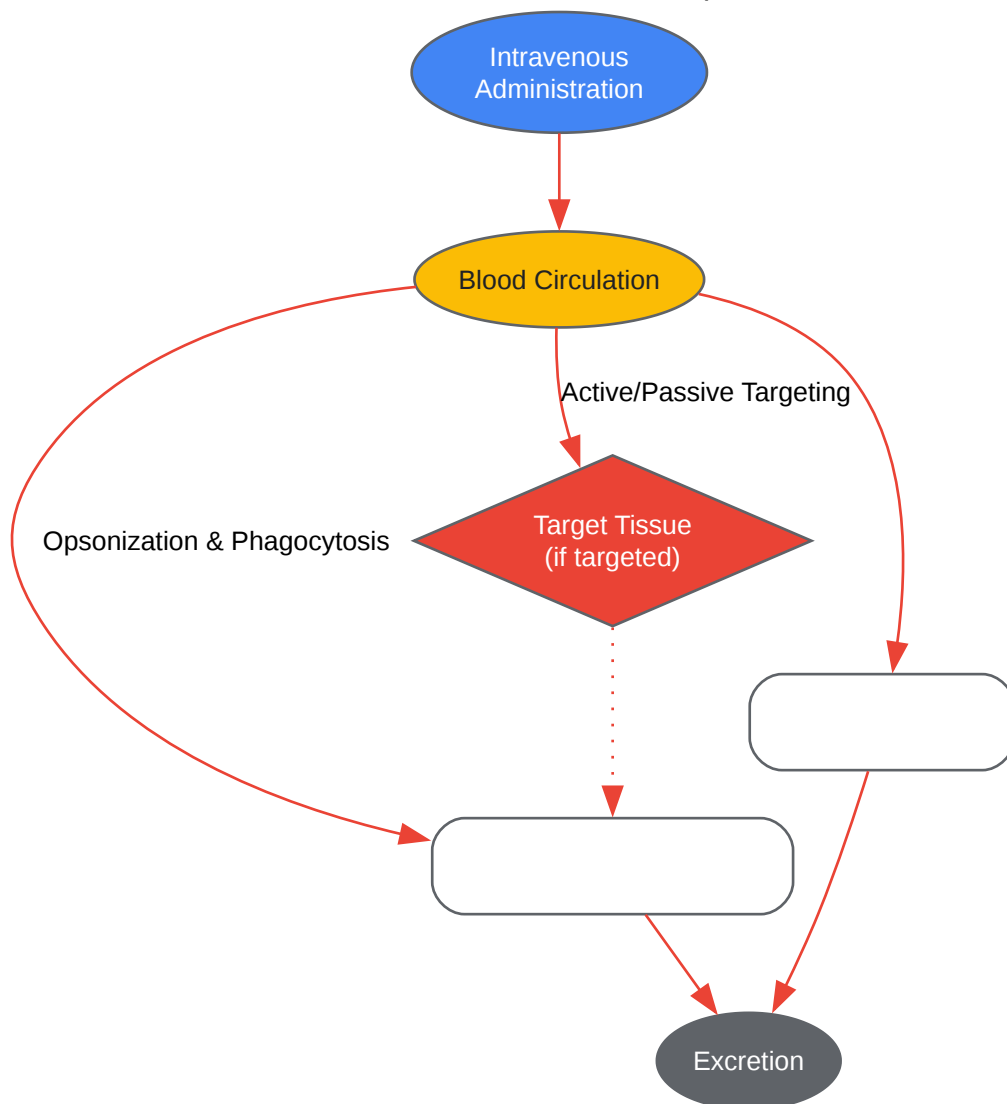 Intravenous
Administration
Blood Circulation
Active/Passive Targeting
Opsonization & Phagocytosis
Target Tissue
(if targeted)
Excretion